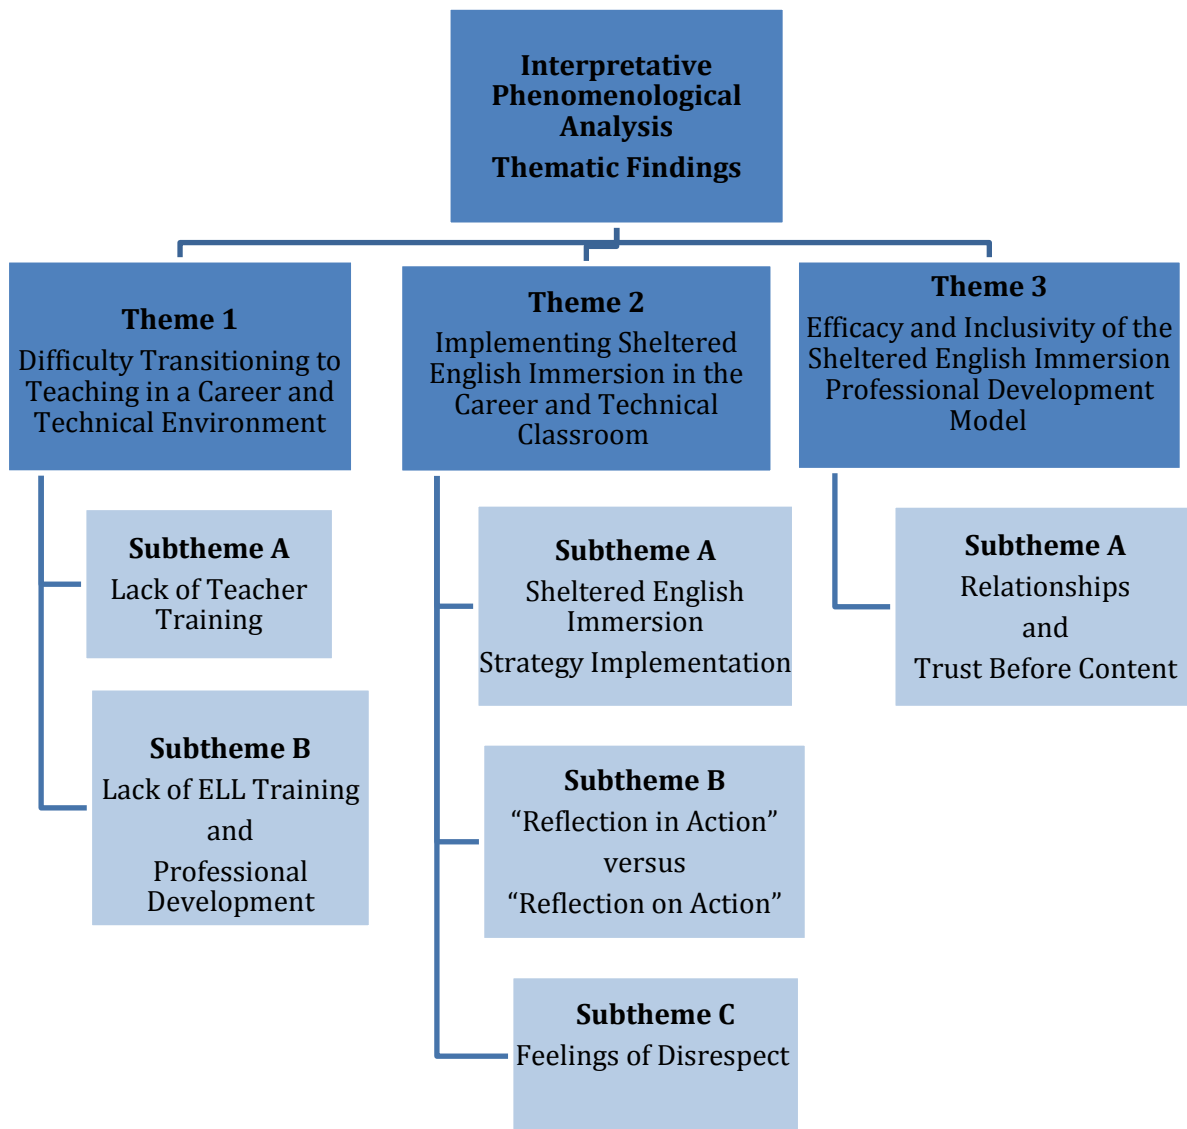 Interpretative
Phenomenological
Analysis
Thematic Findings
Theme 1
Difficulty Transitioning to
Teaching in a Career and
Technical Environment
Subtheme A
Lack of Teacher
Training
Subtheme B
Lack of ELL Training
and
Professional
Development
Theme 2
Implementing Sheltered
English Immersion in the
Career and Technical
Classroom
Subtheme A
Sheltered English
Immersion
Strategy Implementation
Subtheme B
“Reflection in Action”
versus
“Reflection on Action”
Subtheme C
Feelings of Disrespect
Theme 3
Efficacy and Inclusivity of the
Sheltered English Immersion
Professional Development
Model
Subtheme A
Relationships
and
Trust Before Content